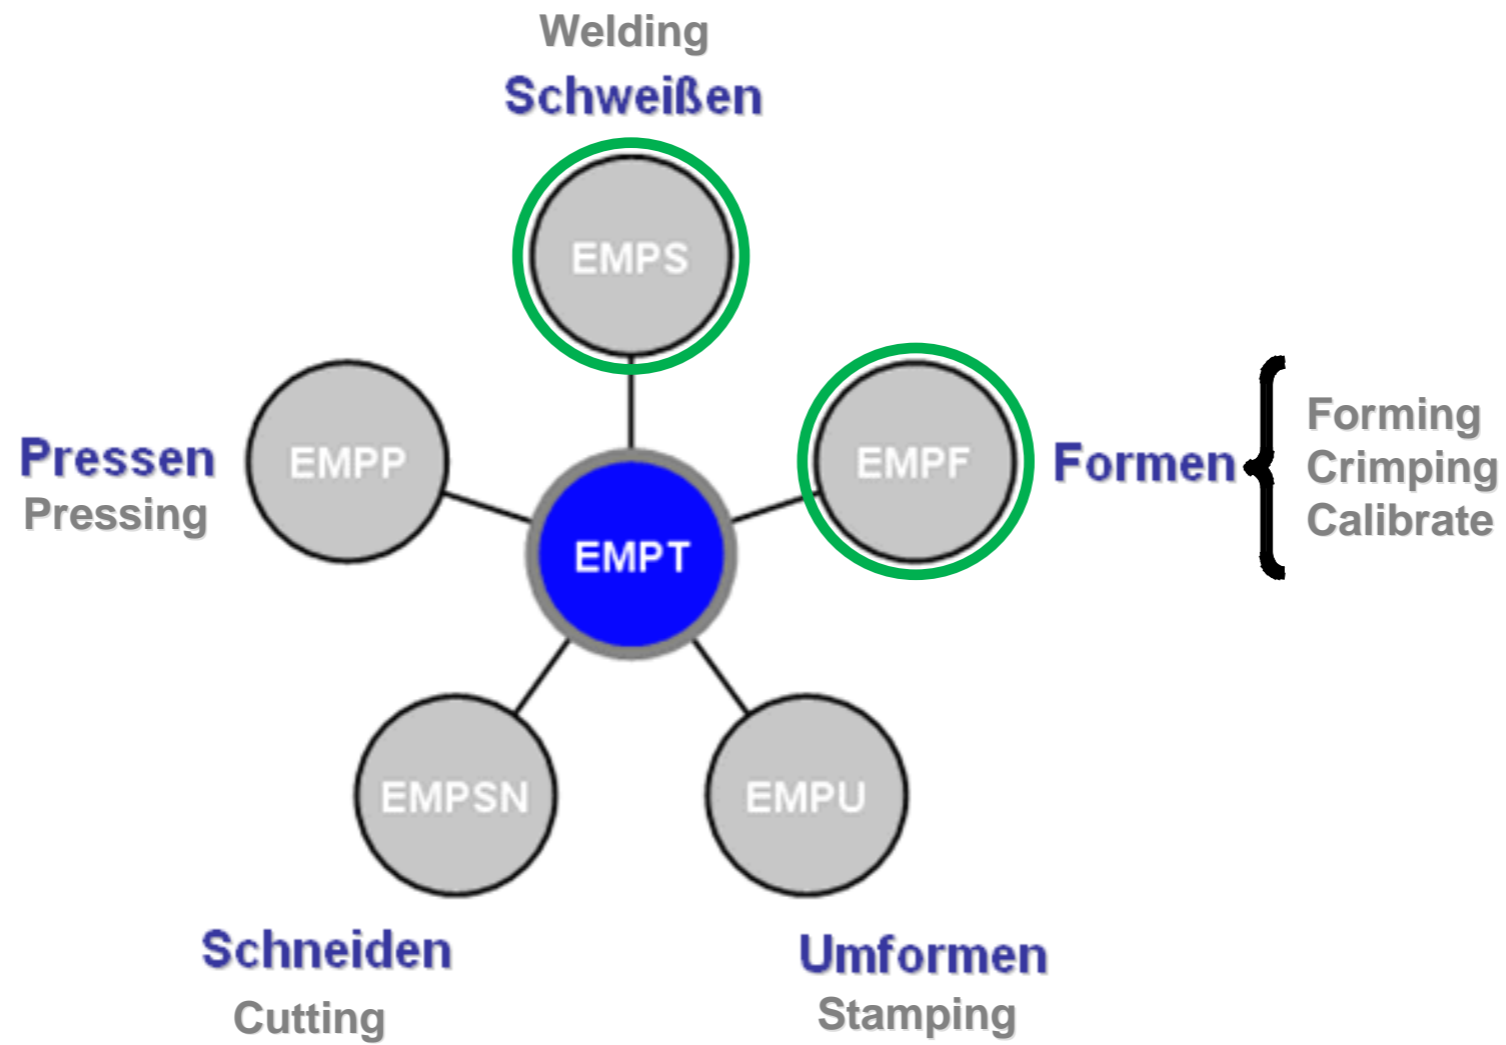 Welding
Schweißen
EMPS
EMPP
EMPF
Pressen
Pressing
Formen
Forming
Crimping
Calibrate
EMPT
EMPSN
EMPU
Schneiden
Cutting
Umformen
Stamping